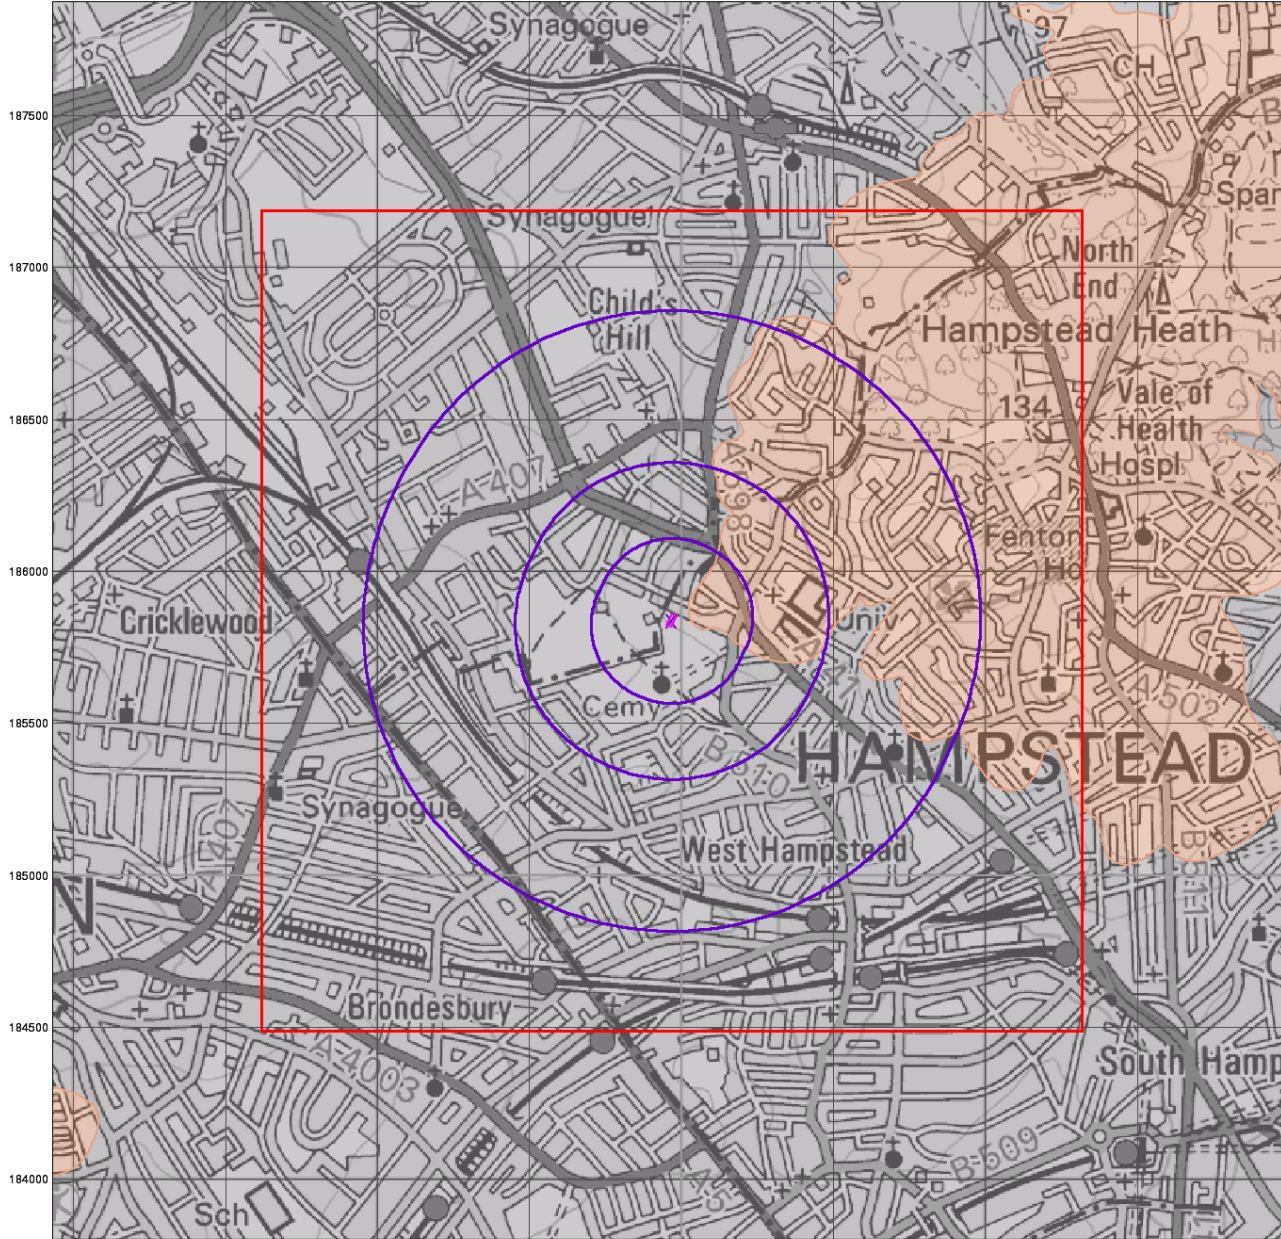 Synagogue
97
CH
187500
B
Spar
Synagogue
187000
North
End
Child's
Hill
Hampstead Heath
H
Vale of
Health
134
186500
Hospl
A 407
A 598
Fenton
Ho
186000
Cricklewood
Univ
A 41
Cemy
A 502
185500
B 510
HAMPSTEAD
Synagogue
A 407
B 511
West Hampstead
185000
N
Brondesbury
184500
A 4003
South Hamp
B 509
184000
A 5
Sch